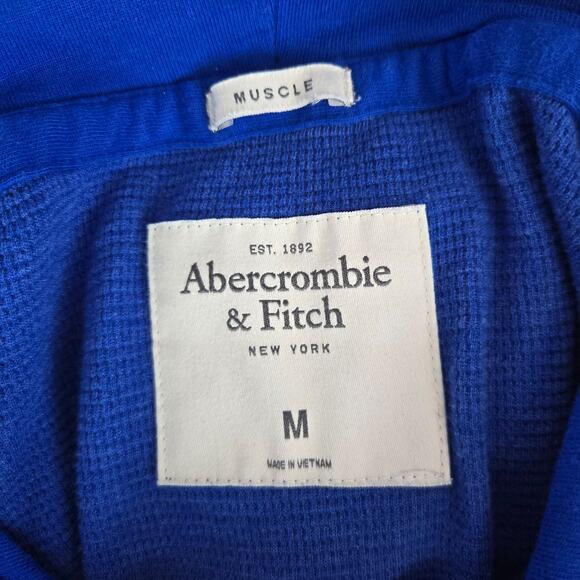 MUSCLE
EST. 1892
Abercrombie
& Fitch
NEW YORK
M
MADE IN VIETNAM